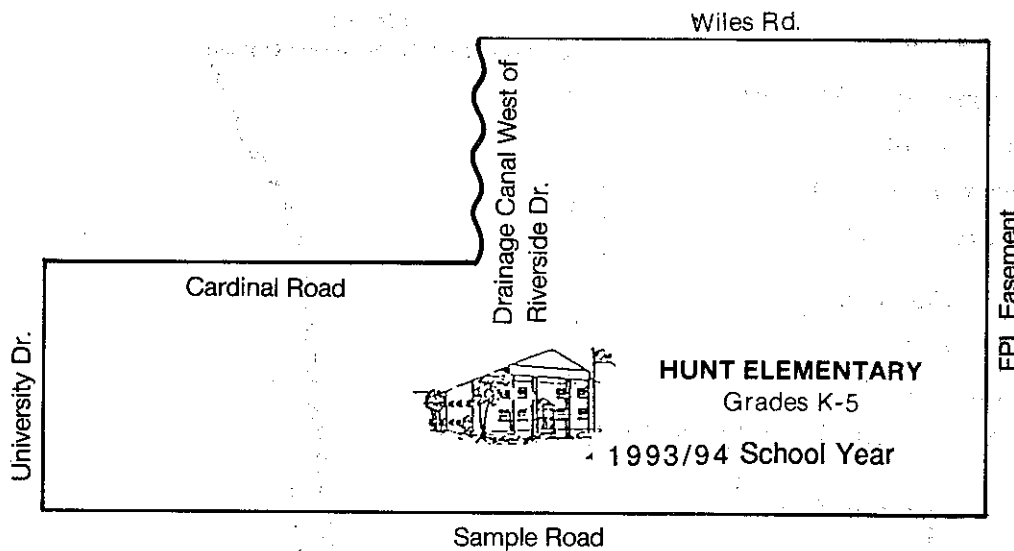 Wiles Rd.
Drainage Canal West of
Riverside Dr.
Cardinal Road
University Dr.
FPL Easement
HUNT ELEMENTARY
Grades K-5
1993/94 School Year
Sample Road